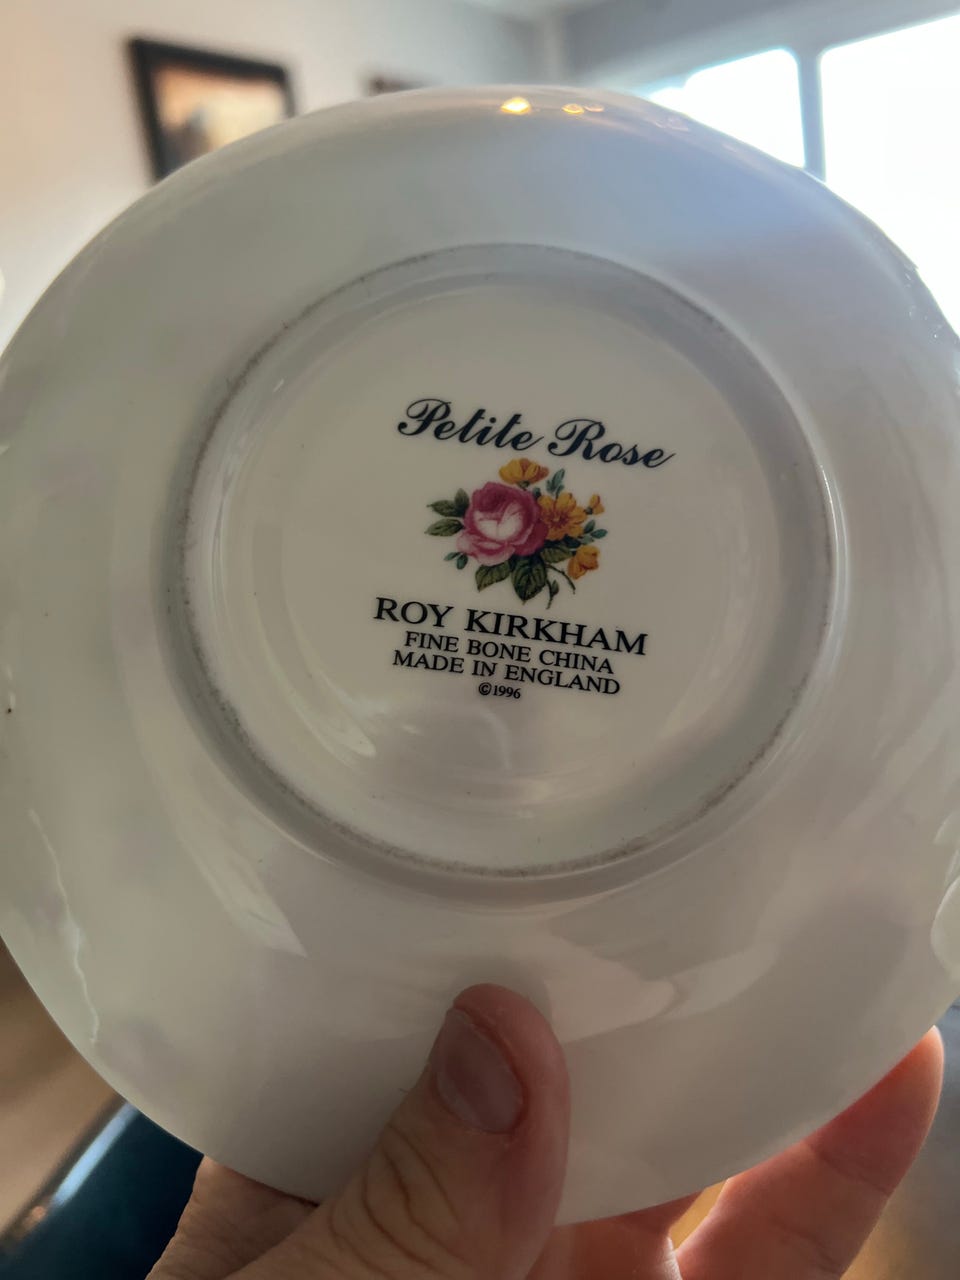 Petite Rose
ROY KIRKHAM
FINE BONE CHINA
MADE IN ENGLAND
©1996